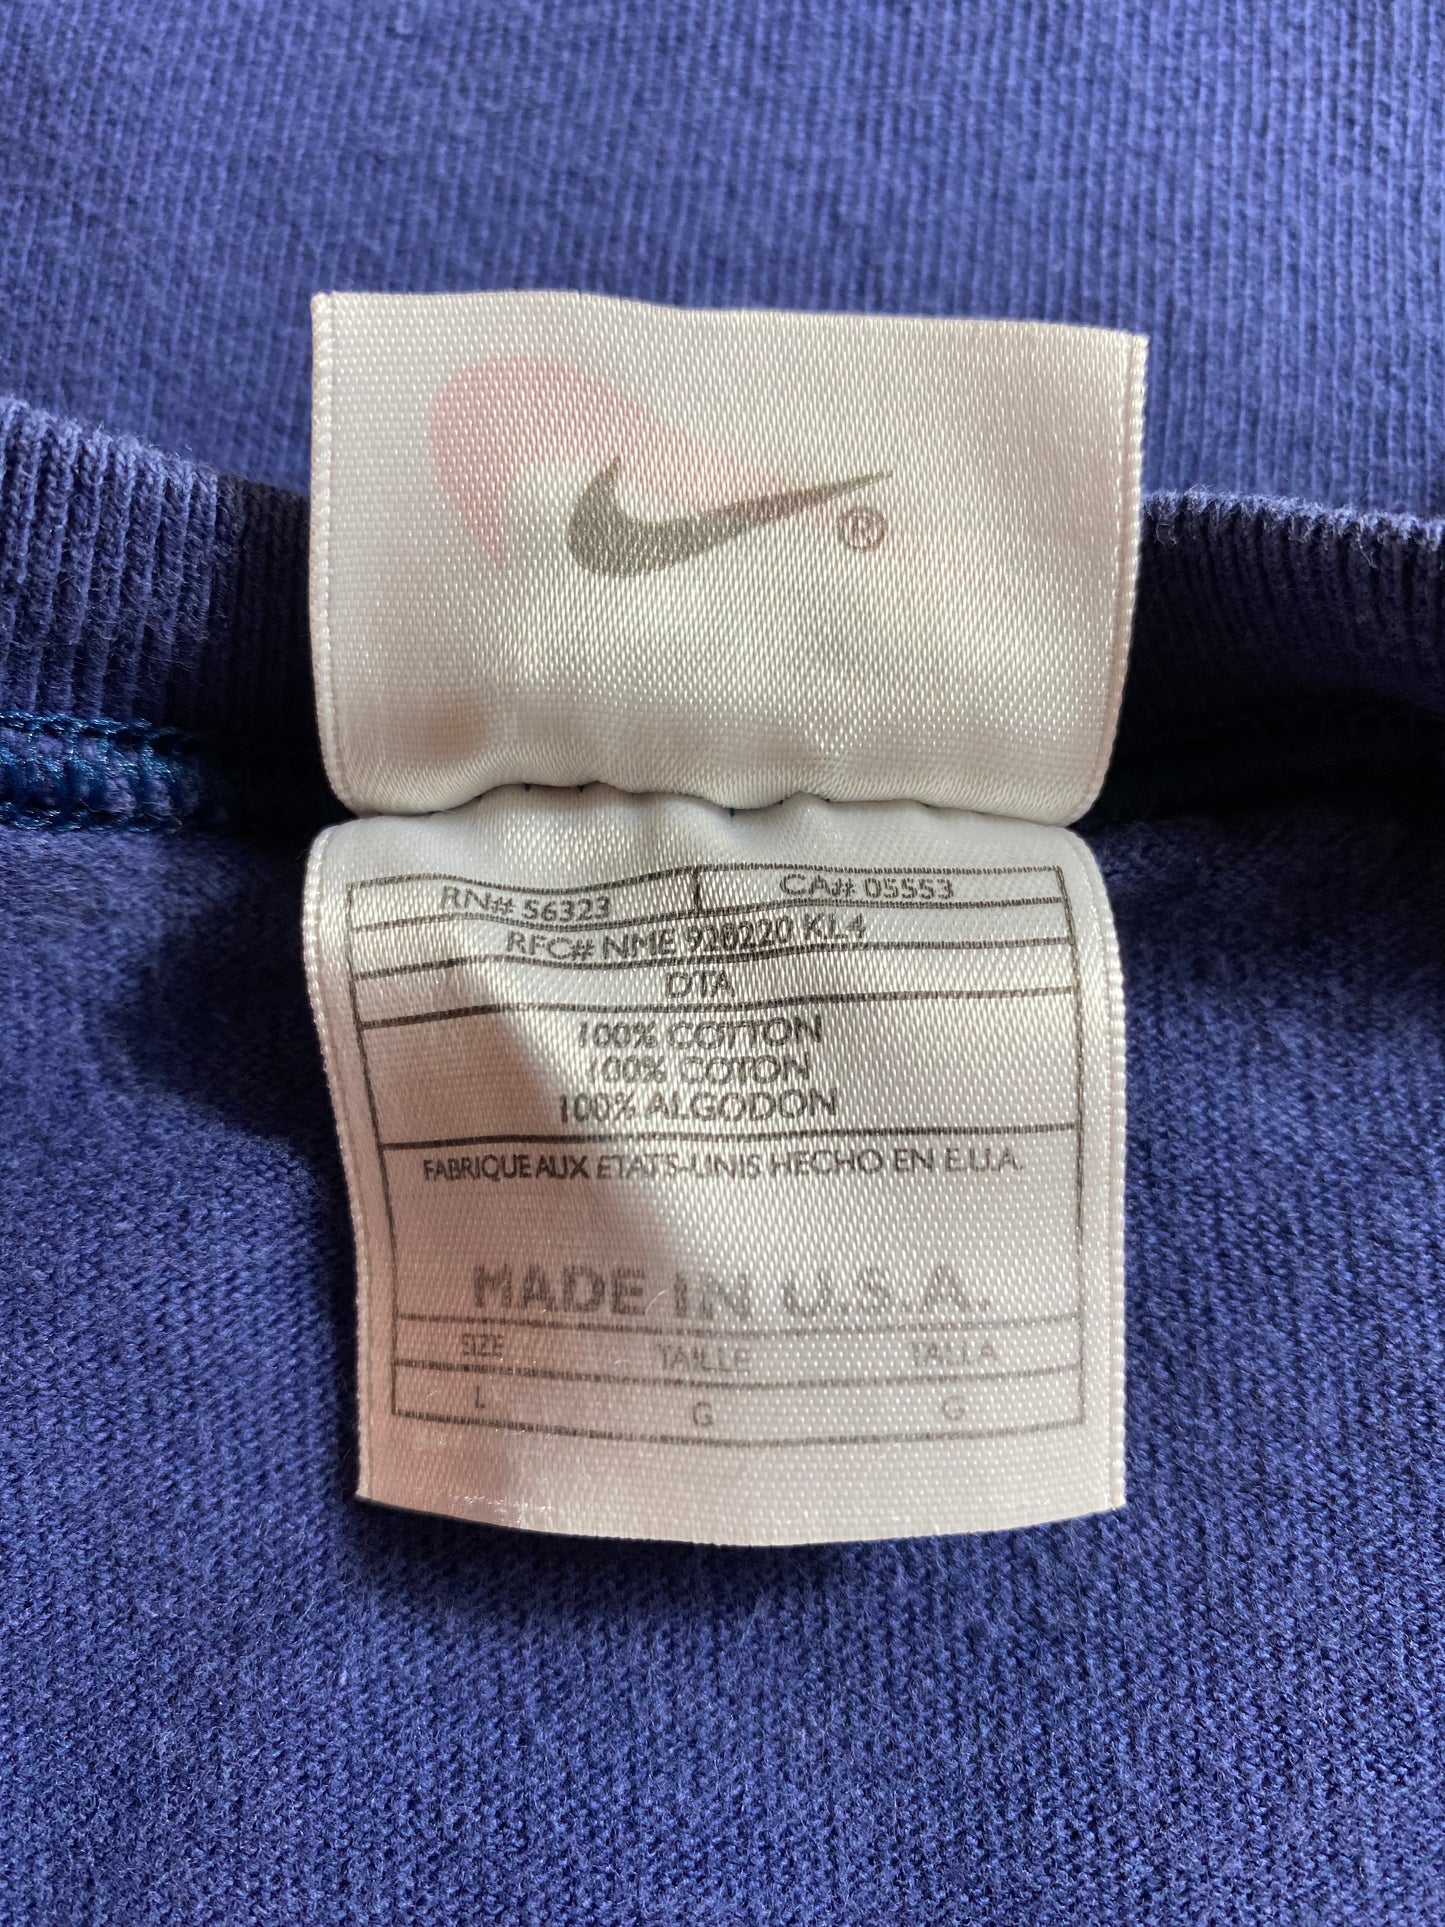 ®
RN# 56323 CA# 05553
RFC# NME 920220 KL4
DTA
100% COTTON
100% COTON
100% ALGODON
FABRIQUE AUX ETATS-UNIS HECHO EN E.U.A.
MADE IN U.S.A.
SIZE TAILLE TALLA
L G G